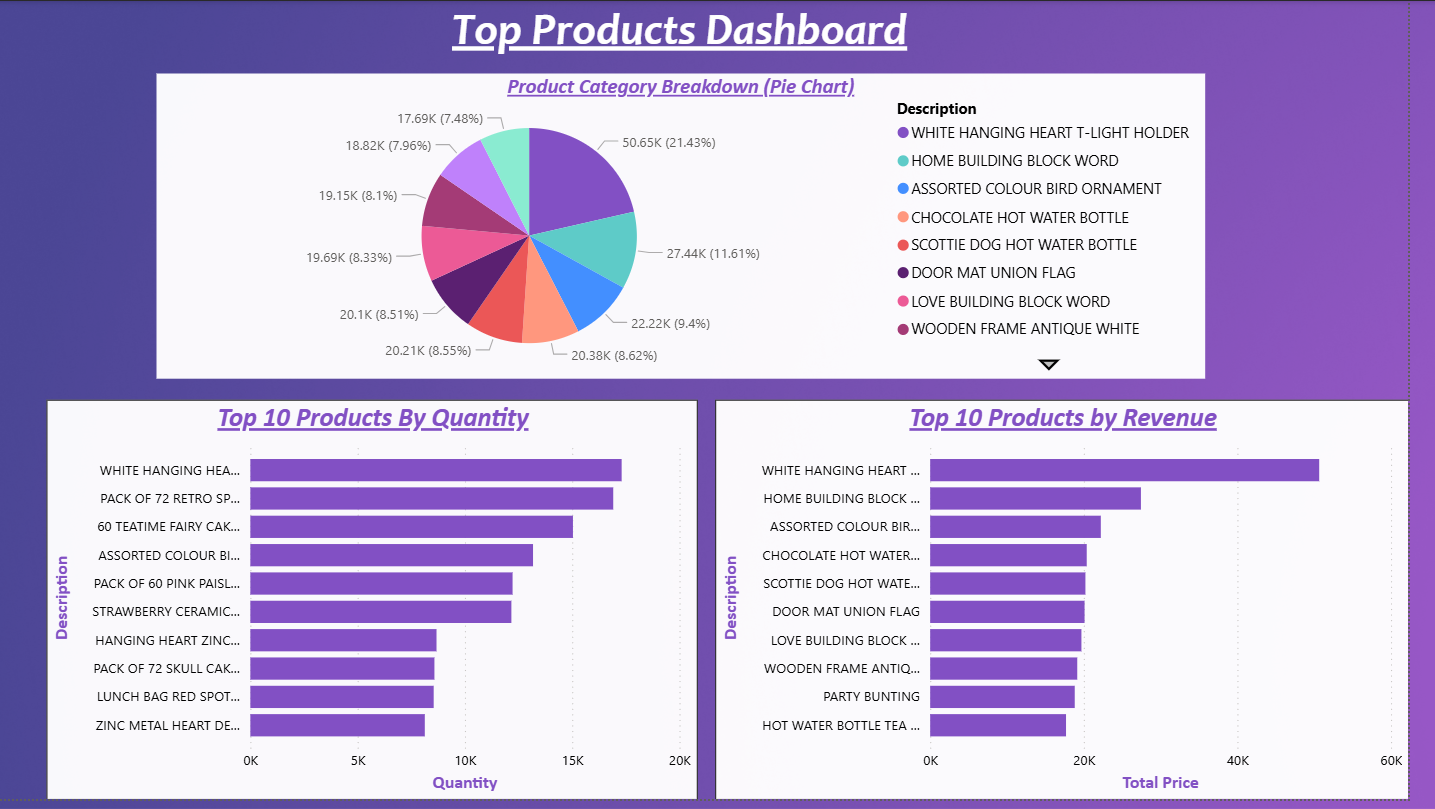 Top Products Dashboard
Product Category Breakdown (Pie Chart)
17.69K (7.48%)
18.82K (7.96%)
19.15K (8.1%)
19.69K (8.33%)
20.1K (8.51%)
20.21K (8.55%)
50.65K (21.43%)
27.44K (11.61%)
22.22K (9.4%)
20.38K (8.62%)
Description
WHITE HANGING HEART T-LIGHT HOLDER
HOME BUILDING BLOCK WORD
ASSORTED COLOUR BIRD ORNAMENT
CHOCOLATE HOT WATER BOTTLE
SCOTTIE DOG HOT WATER BOTTLE
DOOR MAT UNION FLAG
LOVE BUILDING BLOCK WORD
WOODEN FRAME ANTIQUE WHITE
Top 10 Products By Quantity
Description
WHITE HANGING HEA...
PACK OF 72 RETRO SP...
60 TEATIME FAIRY CAK...
ASSORTED COLOUR BI...
PACK OF 60 PINK PAISL...
STRAWBERRY CERAMIC...
HANGING HEART ZINC...
PACK OF 72 SKULL CAK...
LUNCH BAG RED SPOT...
ZINC METAL HEART DE...
0K 5K 10K 15K 20K
Quantity
Top 10 Products by Revenue
Description
WHITE HANGING HEART ...
HOME BUILDING BLOCK ...
ASSORTED COLOUR BIR...
CHOCOLATE HOT WATER...
SCOTTIE DOG HOT WATE...
DOOR MAT UNION FLAG
LOVE BUILDING BLOCK ...
WOODEN FRAME ANTIQ...
PARTY BUNTING
HOT WATER BOTTLE TEA ...
0K 20K 40K 60K
Total Price